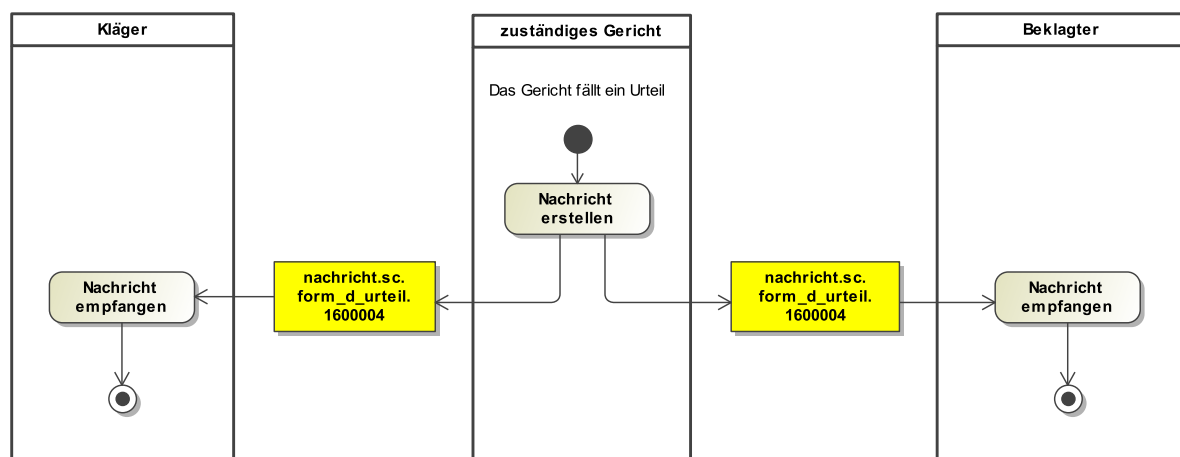 Kläger
zuständiges Gericht
Beklagter
Das Gericht fällt ein Urteil
Nachricht
erstellen
nachricht.sc.
form_d_urteil.
1600004
nachricht.sc.
form_d_urteil.
1600004
Nachricht
empfangen
Nachricht
empfangen